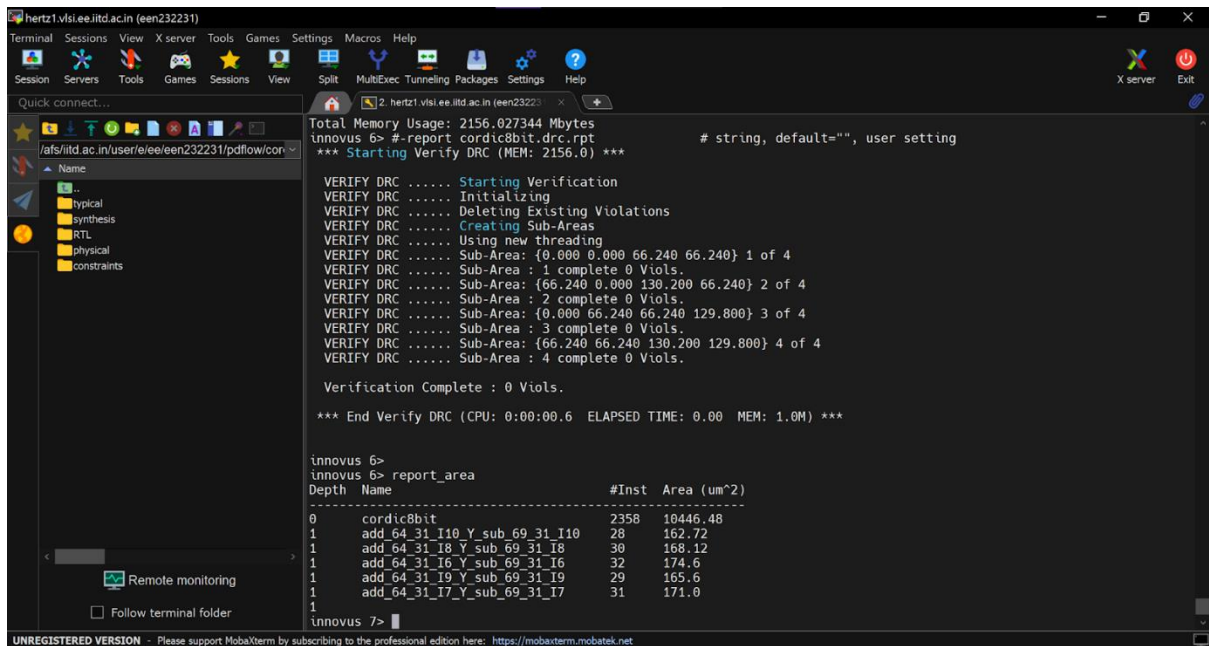 hertz1.vlsi.ee.iitd.ac.in (een232231)
Terminal Sessions View X server Tools Games Settings Macros Help
Session Servers Tools Games Sessions View Split MultiExec Tunneling Packages Settings Help X server Exit
Quick connect...
2. hertz1.vlsi.ee.iitd.ac.in (een23223
/afs/iitd.ac.in/user/e/ee/een232231/pdflow/cor
Name
..
typical
synthesis
RTL
physical
constraints
Remote monitoring
Follow terminal folder
Total Memory Usage: 2156.027344 Mbytes
innovus 6> #-report cordic8bit.drc.rpt # string, default="", user setting
*** Starting Verify DRC (MEM: 2156.0) ***
VERIFY DRC ...... Starting Verification
VERIFY DRC ...... Initializing
VERIFY DRC ...... Deleting Existing Violations
VERIFY DRC ...... Creating Sub-Areas
VERIFY DRC ...... Using new threading
VERIFY DRC ...... Sub-Area: {0.000 0.000 66.240 66.240} 1 of 4
VERIFY DRC ...... Sub-Area : 1 complete 0 Viols.
VERIFY DRC ...... Sub-Area: {66.240 0.000 130.200 66.240} 2 of 4
VERIFY DRC ...... Sub-Area : 2 complete 0 Viols.
VERIFY DRC ...... Sub-Area: {0.000 66.240 66.240 129.800} 3 of 4
VERIFY DRC ...... Sub-Area : 3 complete 0 Viols.
VERIFY DRC ...... Sub-Area: {66.240 66.240 130.200 129.800} 4 of 4
VERIFY DRC ...... Sub-Area : 4 complete 0 Viols.
Verification Complete : 0 Viols.
*** End Verify DRC (CPU: 0:00:00.6 ELAPSED TIME: 0.00 MEM: 1.0M) ***
innovus 6>
innovus 6> report_area
Depth Name #Inst Area (um^2)
-------------------------------------------------------
0 cordic8bit 2358 10446.48
1 add_64_31_I10_Y_sub_69_31_I10 28 162.72
1 add_64_31_I8_Y_sub_69_31_I8 30 168.12
1 add_64_31_I6_Y_sub_69_31_I6 32 174.6
1 add_64_31_I9_Y_sub_69_31_I9 29 165.6
1 add_64_31_I7_Y_sub_69_31_I7 31 171.0
1
innovus 7>
UNREGISTERED VERSION - Please support MobaXterm by subscribing to the professional edition here: https://mobaxterm.mobatek.net